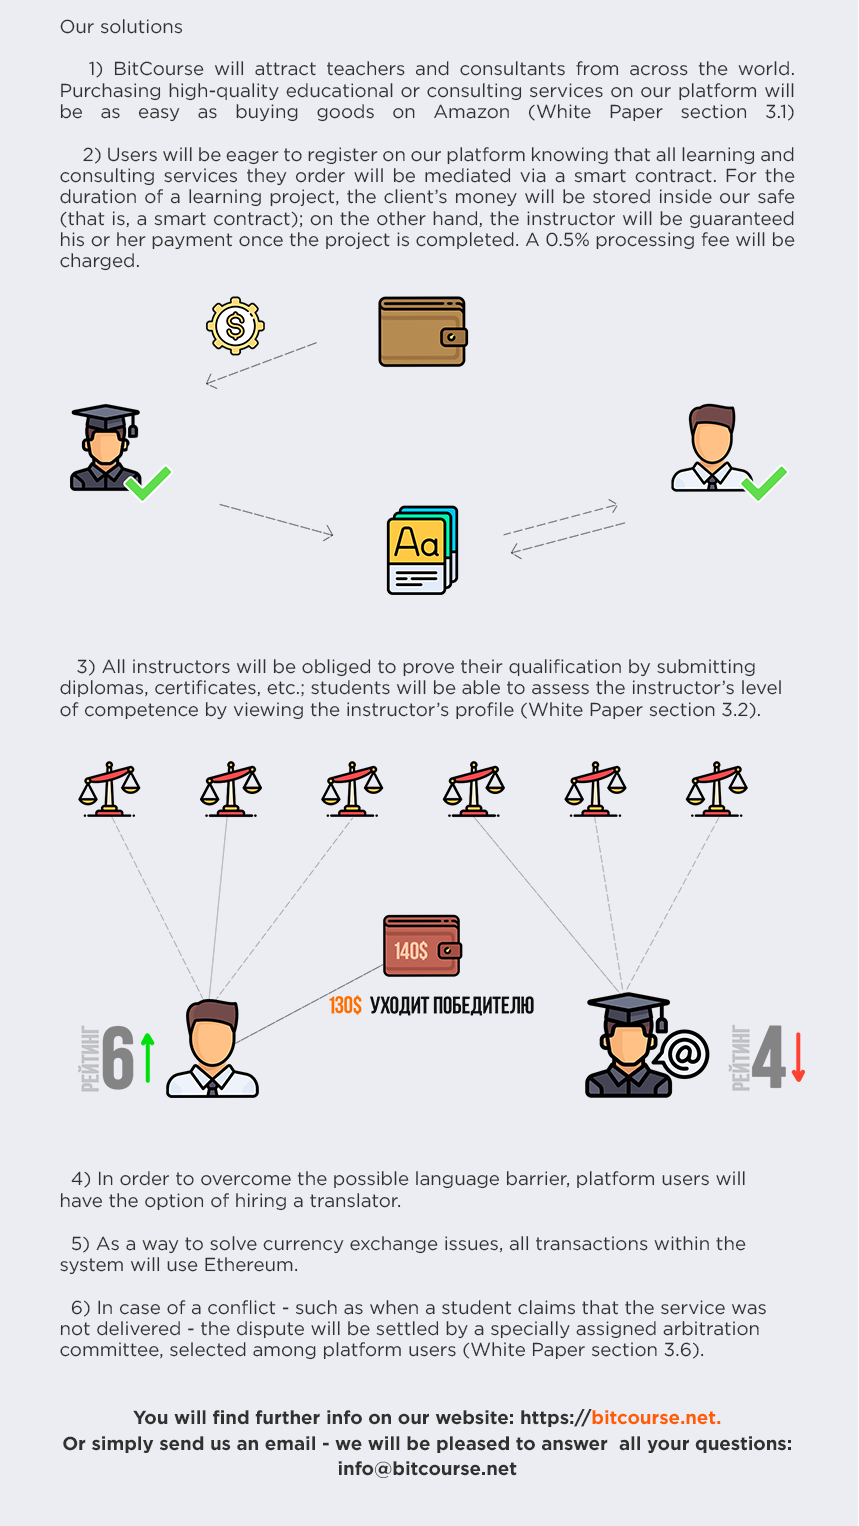 Our solutions
1) BitCourse will attract teachers and consultants from across the world.
Purchasing high-quality educational or consulting services on our platform will
be as easy as buying goods on Amazon (White Paper section 3.1)
2) Users will be eager to register on our platform knowing that all learning and
consulting services they order will be mediated via a smart contract. For the
duration of a learning project, the client’s money will be stored inside our safe
(that is, a smart contract); on the other hand, the instructor will be guaranteed
his or her payment once the project is completed. A 0.5% processing fee will be
charged.
$
Aa
3) All instructors will be obliged to prove their qualification by submitting
diplomas, certificates, etc.; students will be able to assess the instructor’s level
of competence by viewing the instructor’s profile (White Paper section 3.2).
140$
130$ УХОДИТ ПОБЕДИТЕЛЮ
РЕЙТИНГ 6
@
РЕЙТИНГ 4
4) In order to overcome the possible language barrier, platform users will
have the option of hiring a translator.
5) As a way to solve currency exchange issues, all transactions within the
system will use Ethereum.
6) In case of a conflict - such as when a student claims that the service was
not delivered - the dispute will be settled by a specially assigned arbitration
committee, selected among platform users (White Paper section 3.6).
You will find further info on our website: https://bitcourse.net.
Or simply send us an email - we will be pleased to answer  all your questions:
info@bitcourse.net